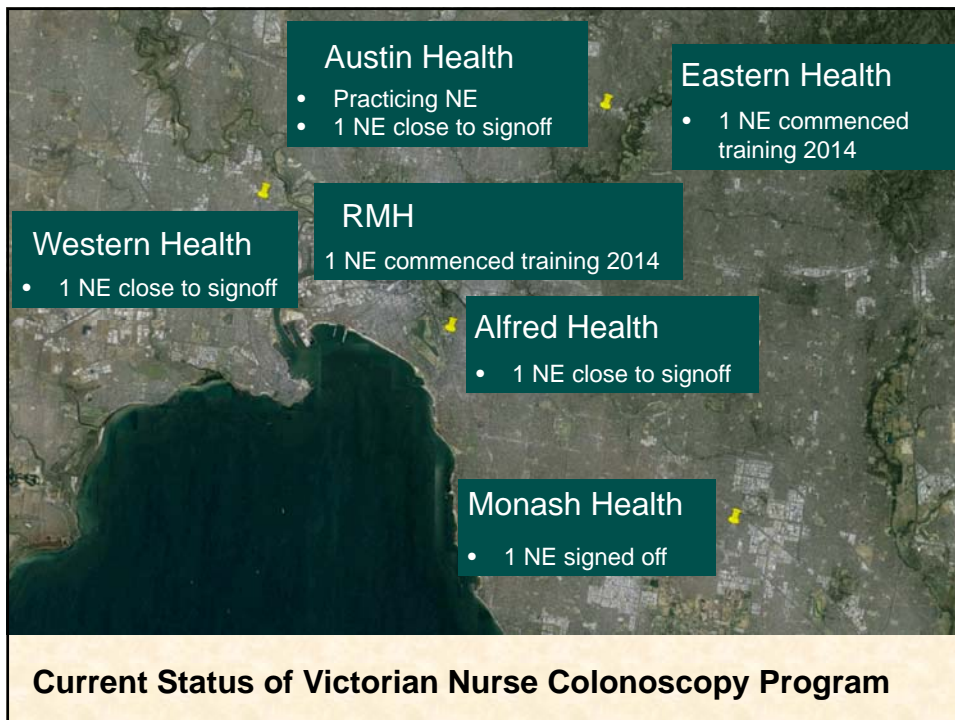 Austin Health
• Practicing NE
• 1 NE close to signoff
Eastern Health
• 1 NE commenced
training 2014
RMH
1 NE commenced training 2014
Western Health
• 1 NE close to signoff
Alfred Health
• 1 NE close to signoff
Monash Health
• 1 NE signed off
Current Status of Victorian Nurse Colonoscopy Program